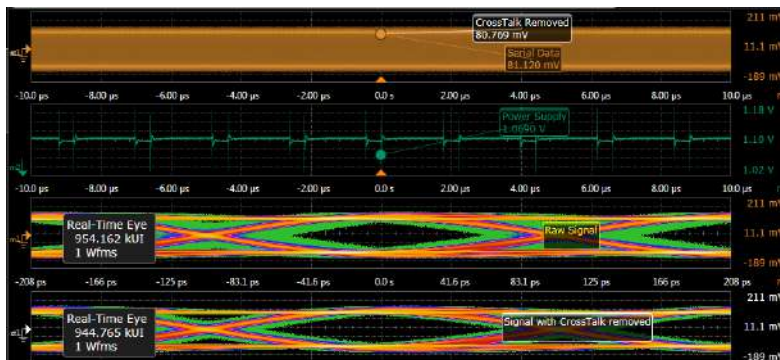 211 mV
CrossTalk Removed
80.769 mV
11.1 mV
Serial Data
81.120 mV
-189 mV
-10.0 µs -8.00 µs -6.00 µs -4.00 µs -2.00 µs 0.0 s 2.00 µs 4.00 µs 6.00 µs 8.00 µs 10.0 µs
1.18 V
Power Supply
1.0690 V
1.10 V
1.02 V
-10.0 µs -8.00 µs -6.00 µs -4.00 µs -2.00 µs 0.0 s 2.00 µs 4.00 µs 6.00 µs 8.00 µs 10.0 µs
211 mV
Real-Time Eye
954.162 kUI
1 Wfms
Raw Signal
11.1 mV
-189 mV
-208 ps -166 ps -125 ps -83.1 ps -41.6 ps 0.0 s 41.6 ps 83.1 ps 125 ps 166 ps 208 ps
211 mV
Real-Time Eye
944.765 kUI
1 Wfms
Signal with CrossTalk removed
11.1 mV
-189 mV